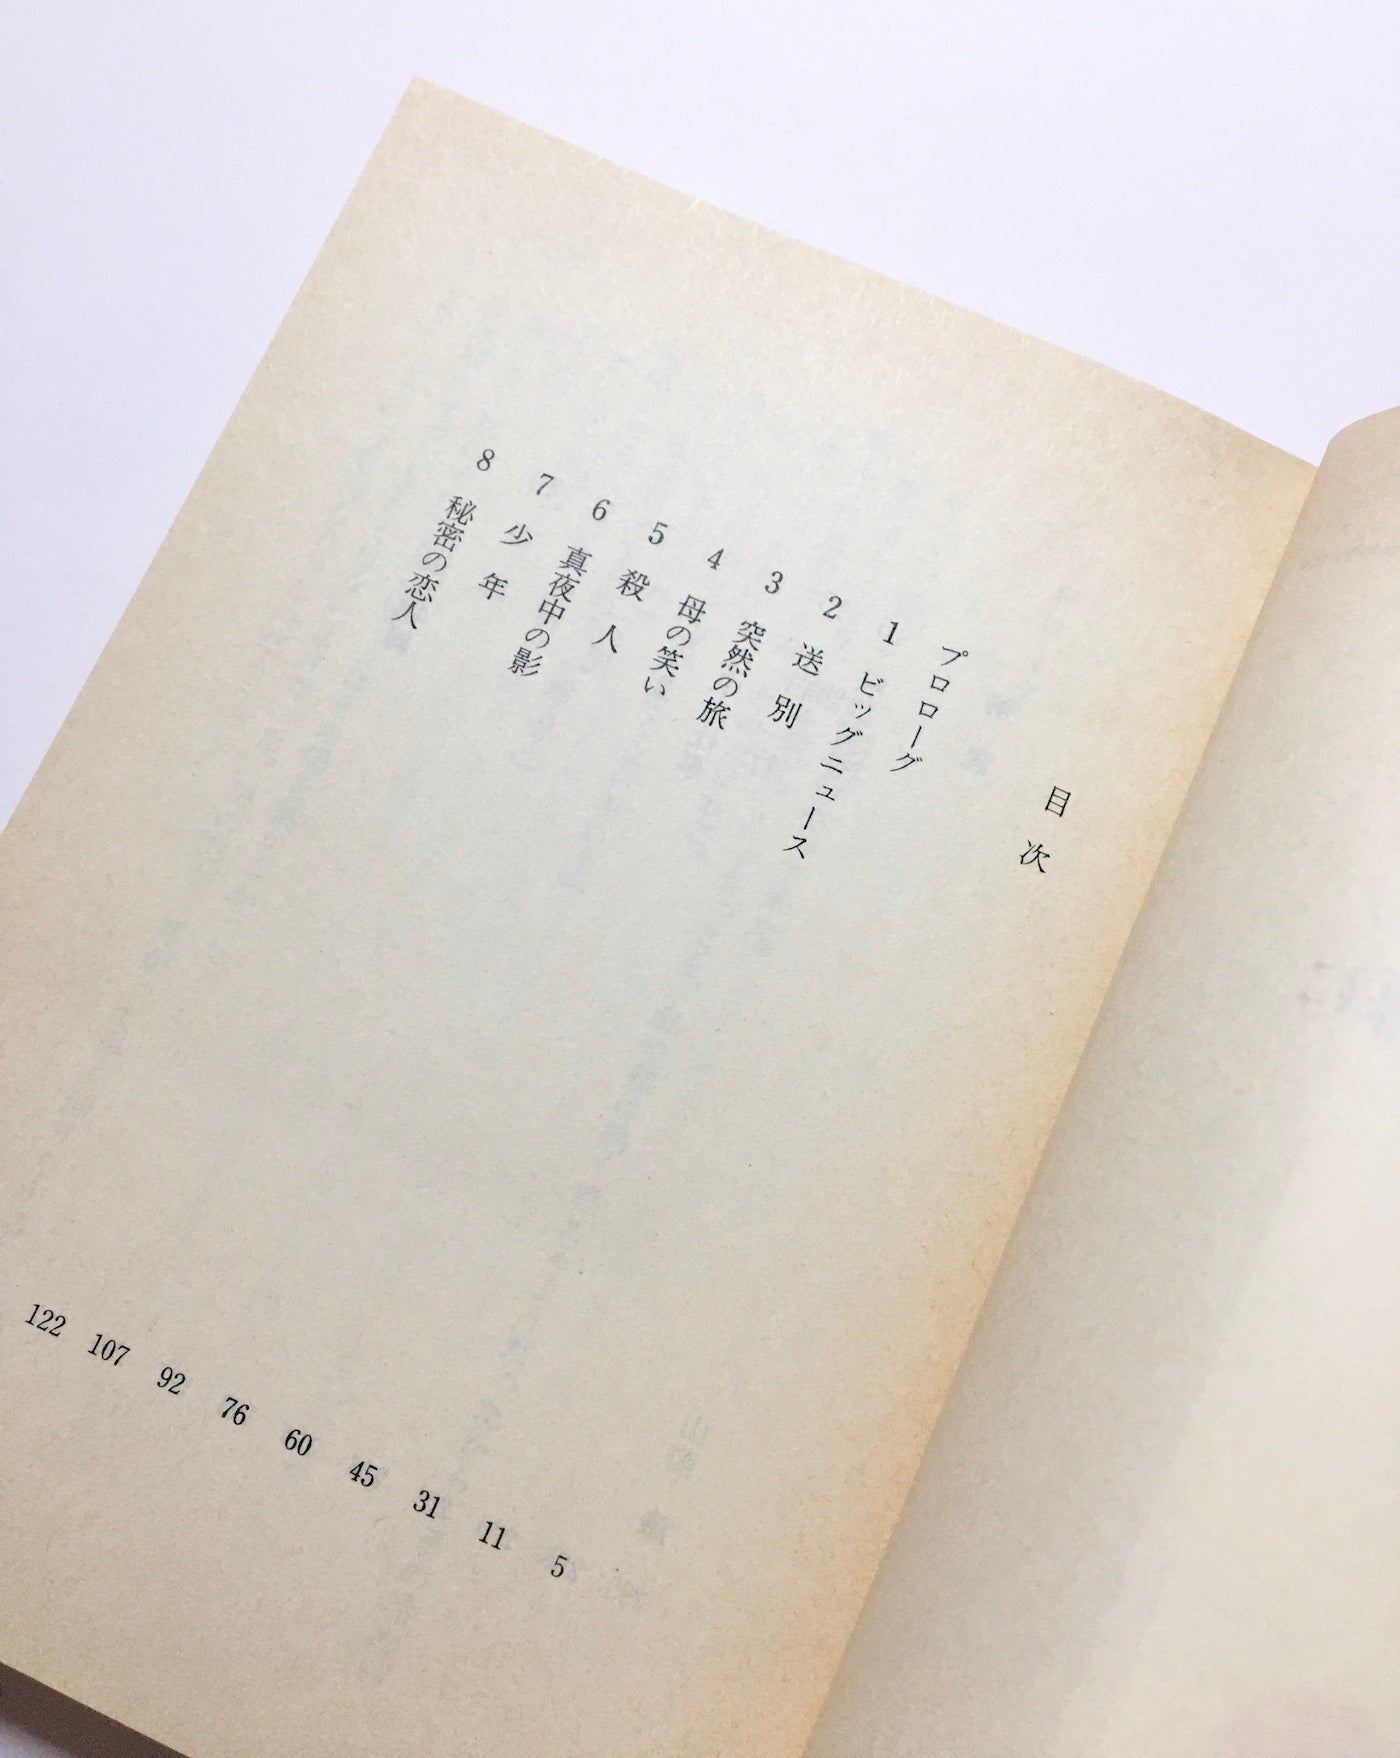 目次
プロローグ 5
1 ビッグニュース 11
2 送別 31
3 突然の旅 45
4 母の笑い 60
5 殺人 76
6 真夜中の影 92
7 少年 107
8 秘密の恋人 122